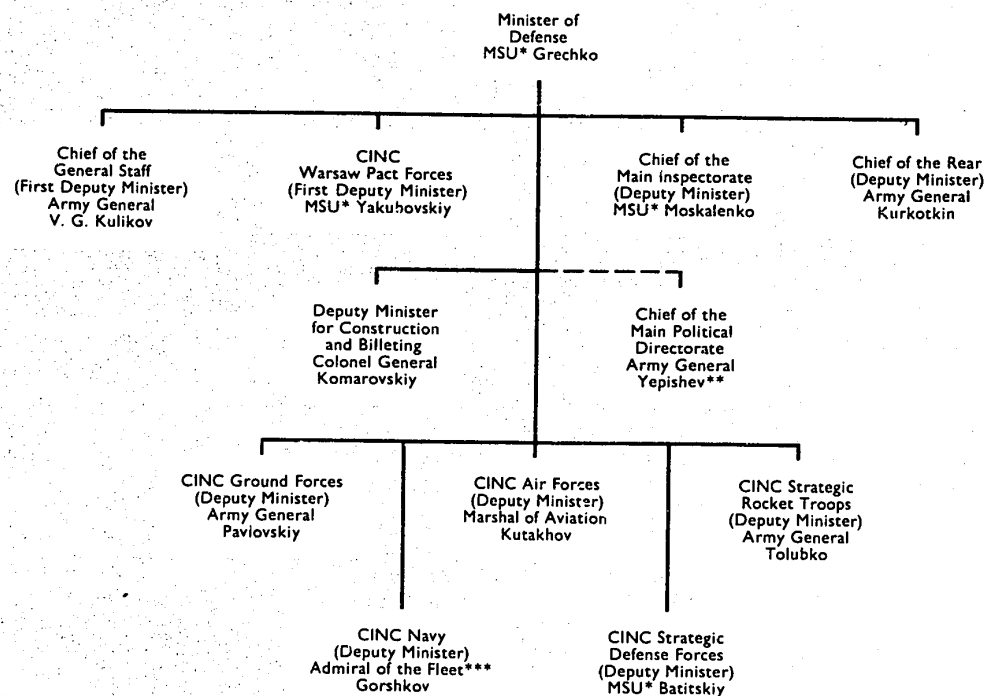 Minister of
Defense
MSU* Grechko
Chief of the
General Staff
(First Deputy Minister)
Army General
V. G. Kulikov
CINC
Warsaw Pact Forces
(First Deputy Minister)
MSU* Yakubovskiy
Chief of the
Main Inspectorate
(Deputy Minister)
MSU* Moskalenko
Chief of the Rear
(Deputy Minister)
Army General
Kurkotkin
Deputy Minister
for Construction
and Billeting
Colonel General
Komarovskiy
Chief of the
Main Political
Directorate
Army General
Yepishev**
CINC Ground Forces
(Deputy Minister)
Army General
Pavlovskiy
CINC Air Forces
(Deputy Minister)
Marshal of Aviation
Kutakhov
CINC Strategic
Rocket Troops
(Deputy Minister)
Army General
Tolubko
CINC Navy
(Deputy Minister)
Admiral of the Fleet***
Gorshkov
CINC Strategic
Defense Forces
(Deputy Minister)
MSU* Batitskiy